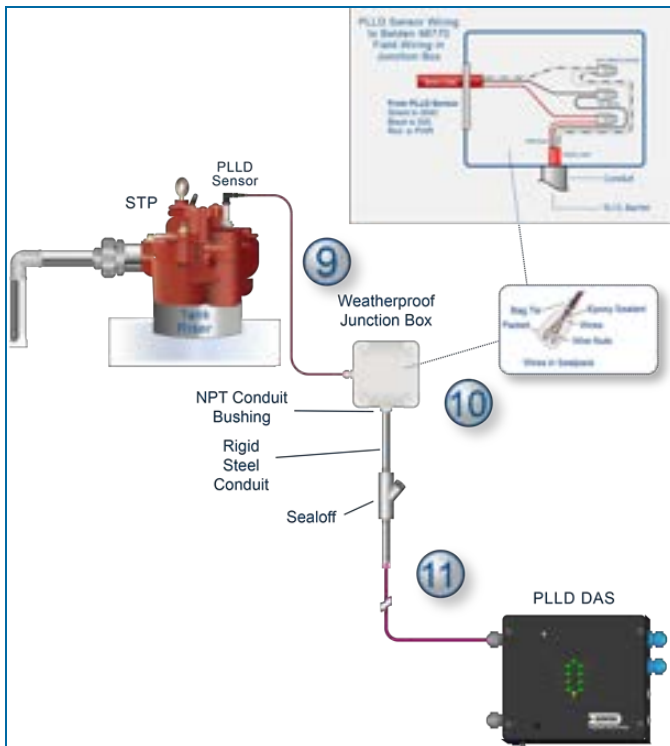 PLLD Sensor Wiring
to Belden 88770
Field Wiring in
Junction Box
From PLLD Sensor
Conduit
PLLD
Sensor
STP
Tank
Riser
9
Weatherproof
Junction Box
Bag Tie
Epoxy Sealant
Wires
Wire Nuts
Wires in Sealpack
10
NPT Conduit
Bushing
Rigid
Steel
Conduit
Sealoff
11
PLLD DAS